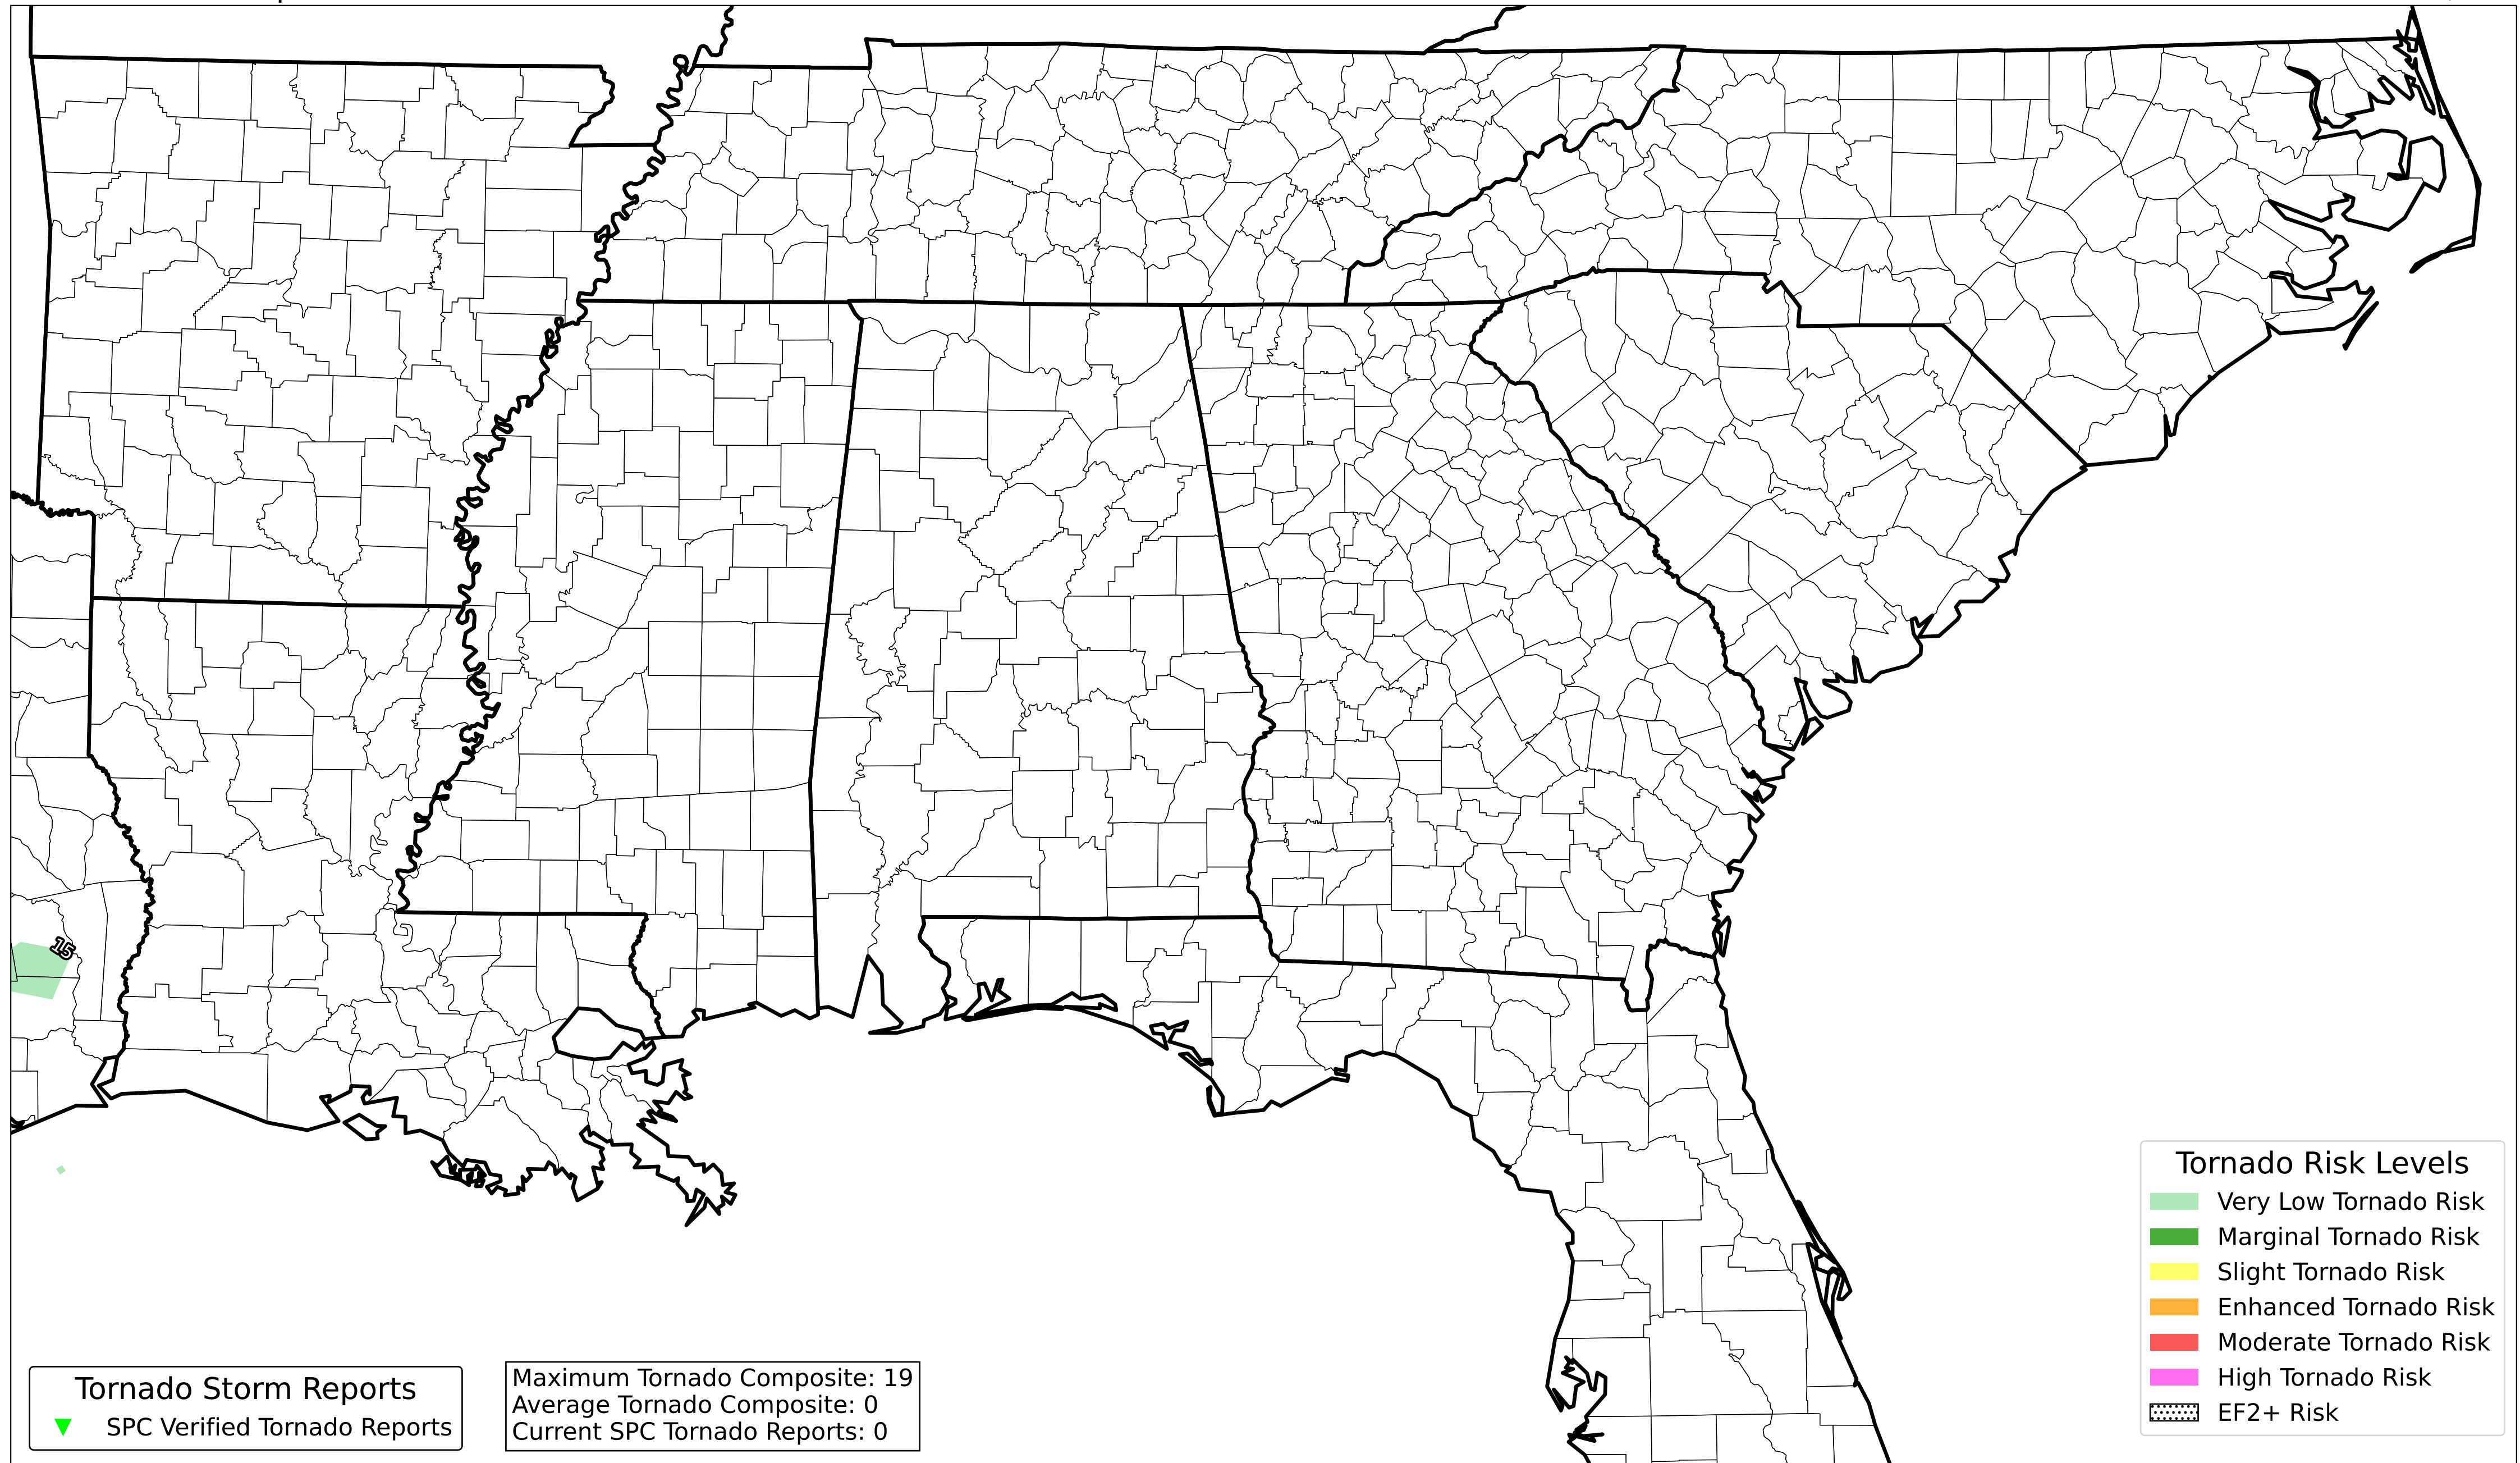 15
Tornado Risk Levels
Very Low Tornado Risk
Marginal Tornado Risk
Slight Tornado Risk
Enhanced Tornado Risk
Moderate Tornado Risk
High Tornado Risk
EF2+ Risk
Tornado Storm Reports
SPC Verified Tornado Reports
Maximum Tornado Composite: 19
Average Tornado Composite: 0
Current SPC Tornado Reports: 0